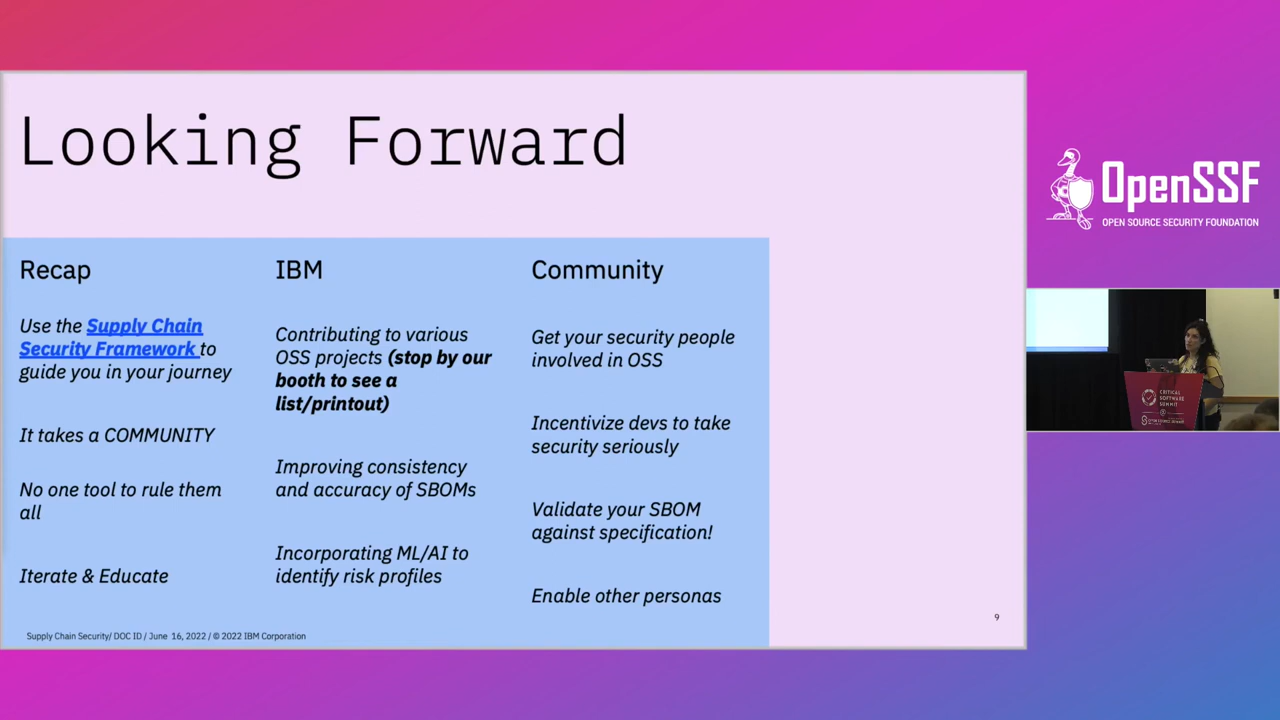 Looking Forward
Recap
Use the Supply Chain
Security Framework to
guide you in your journey
It takes a COMMUNITY
No one tool to rule them
all
Iterate & Educate
IBM
Contributing to various
OSS projects (stop by our
booth to see a
list/printout)
Improving consistency
and accuracy of SBOMs
Incorporating ML/AI to
identify risk profiles
Community
Get your security people
involved in OSS
Incentivize devs to take
security seriously
Validate your SBOM
against specification!
Enable other personas
Supply Chain Security/ DOC ID / June 16, 2022 / © 2022 IBM Corporation
9
OpenSSF
OPEN SOURCE SECURITY FOUNDATION
CRITICAL
SOFTWARE
SUMMIT